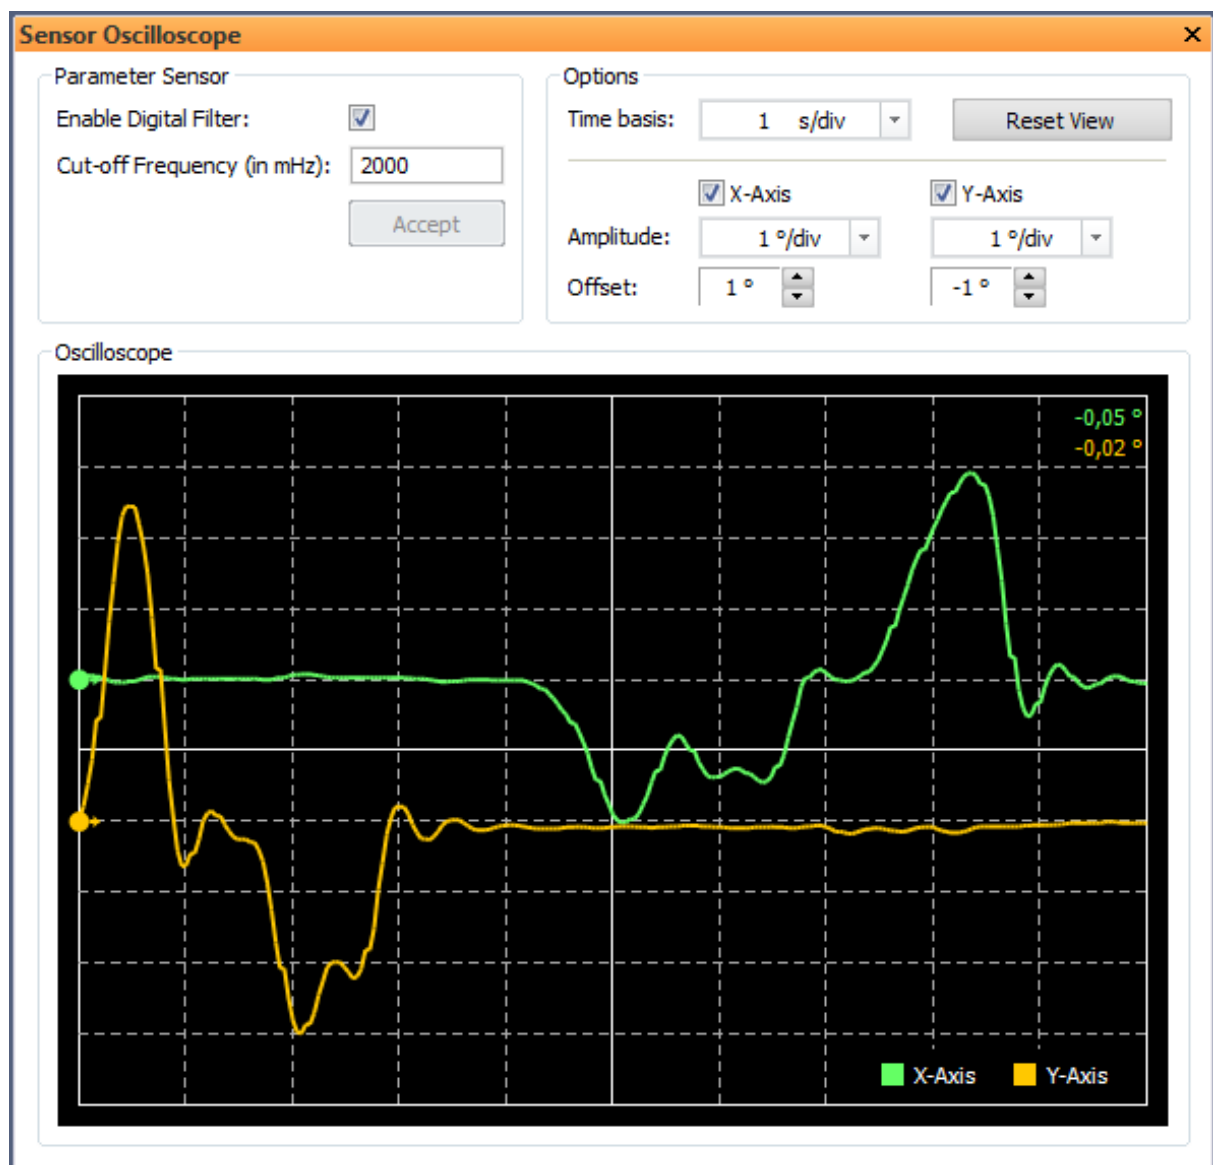 Sensor Oscilloscope
Parameter Sensor
Enable Digital Filter:
Cut-off Frequency (in mHz): 2000
Accept
Options
Time basis: 1 s/div Reset View
X-Axis Y-Axis
Amplitude: 1 °/div 1 °/div
Offset: 1 ° -1 °
Oscilloscope
-0,05 °
-0,02 °
X-Axis Y-Axis